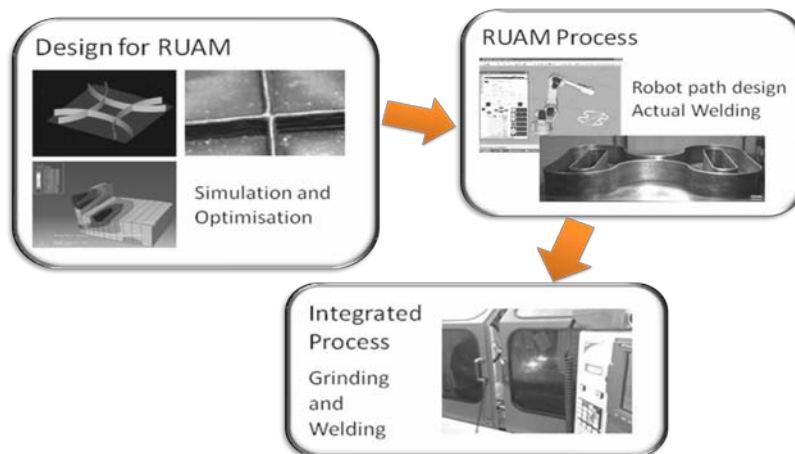 Design for RUAM
Simulation and
Optimisation
RUAM Process
Robot path design
Actual Welding
Integrated
Process
Grinding
and
Welding